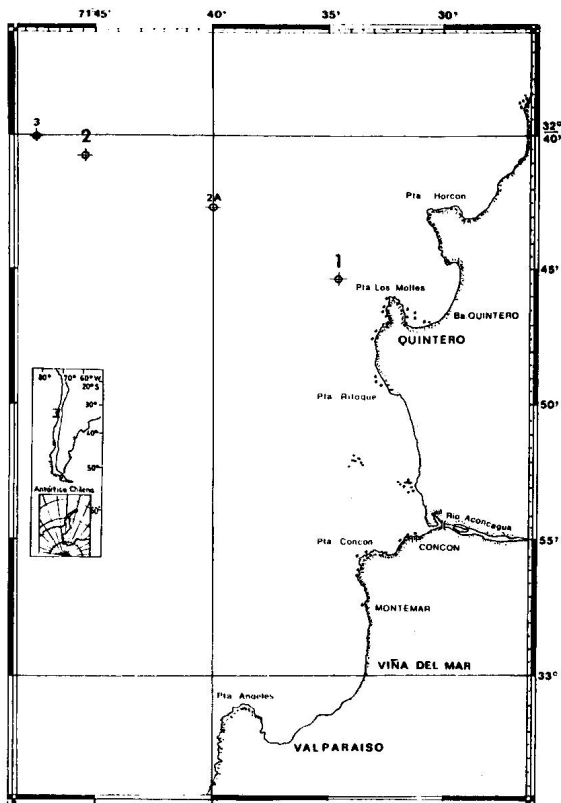 71°45' 40' 35' 30'
3
32°
40'
2
2A
Pta Horcon
1
45'
Pta Los Molles
Ba. QUINTERO
QUINTERO
80° 70° 60° W
20° S
30°
40°
50°
Pta Ritoque
50'
Antártica Chilena
Rio Aconcagua
Pta Concon
CONCON
55'
MONTEMAR
VIÑA DEL MAR
33°
Pta Angeles
VALPARAISO